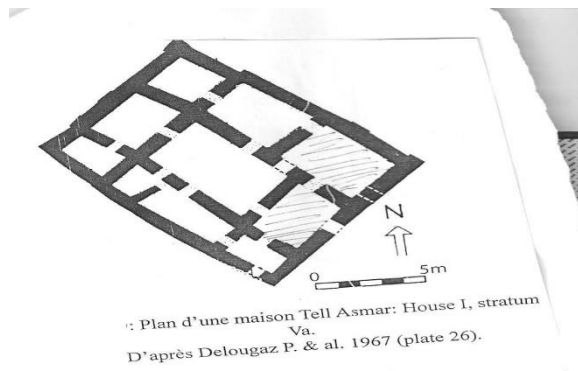 N
0 5m
: Plan d'une maison Tell Asmar: House I, stratum
Va.
D'après Delougaz P. & al. 1967 (plate 26).